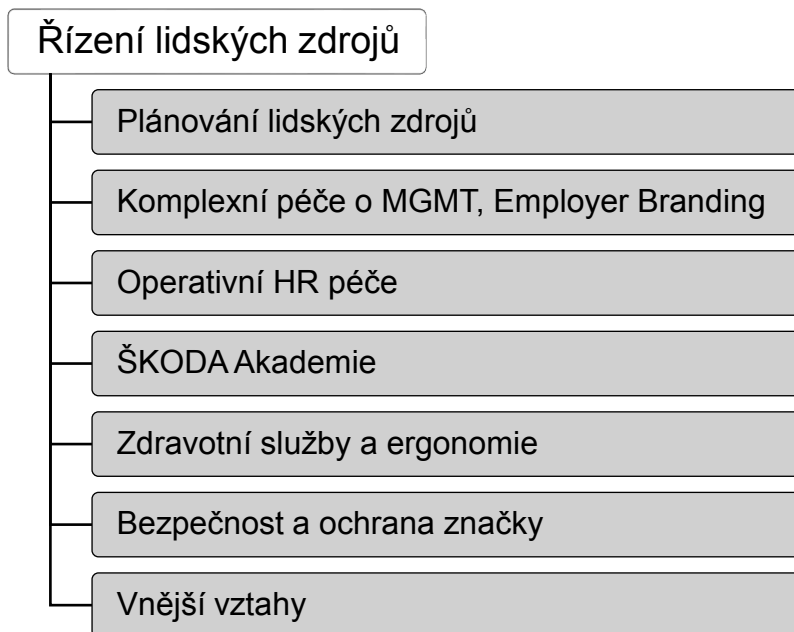 Řízení lidských zdrojů
Plánování lidských zdrojů
Komplexní péče o MGMT, Employer Branding
Operativní HR péče
ŠKODA Akademie
Zdravotní služby a ergonomie
Bezpečnost a ochrana značky
Vnější vztahy